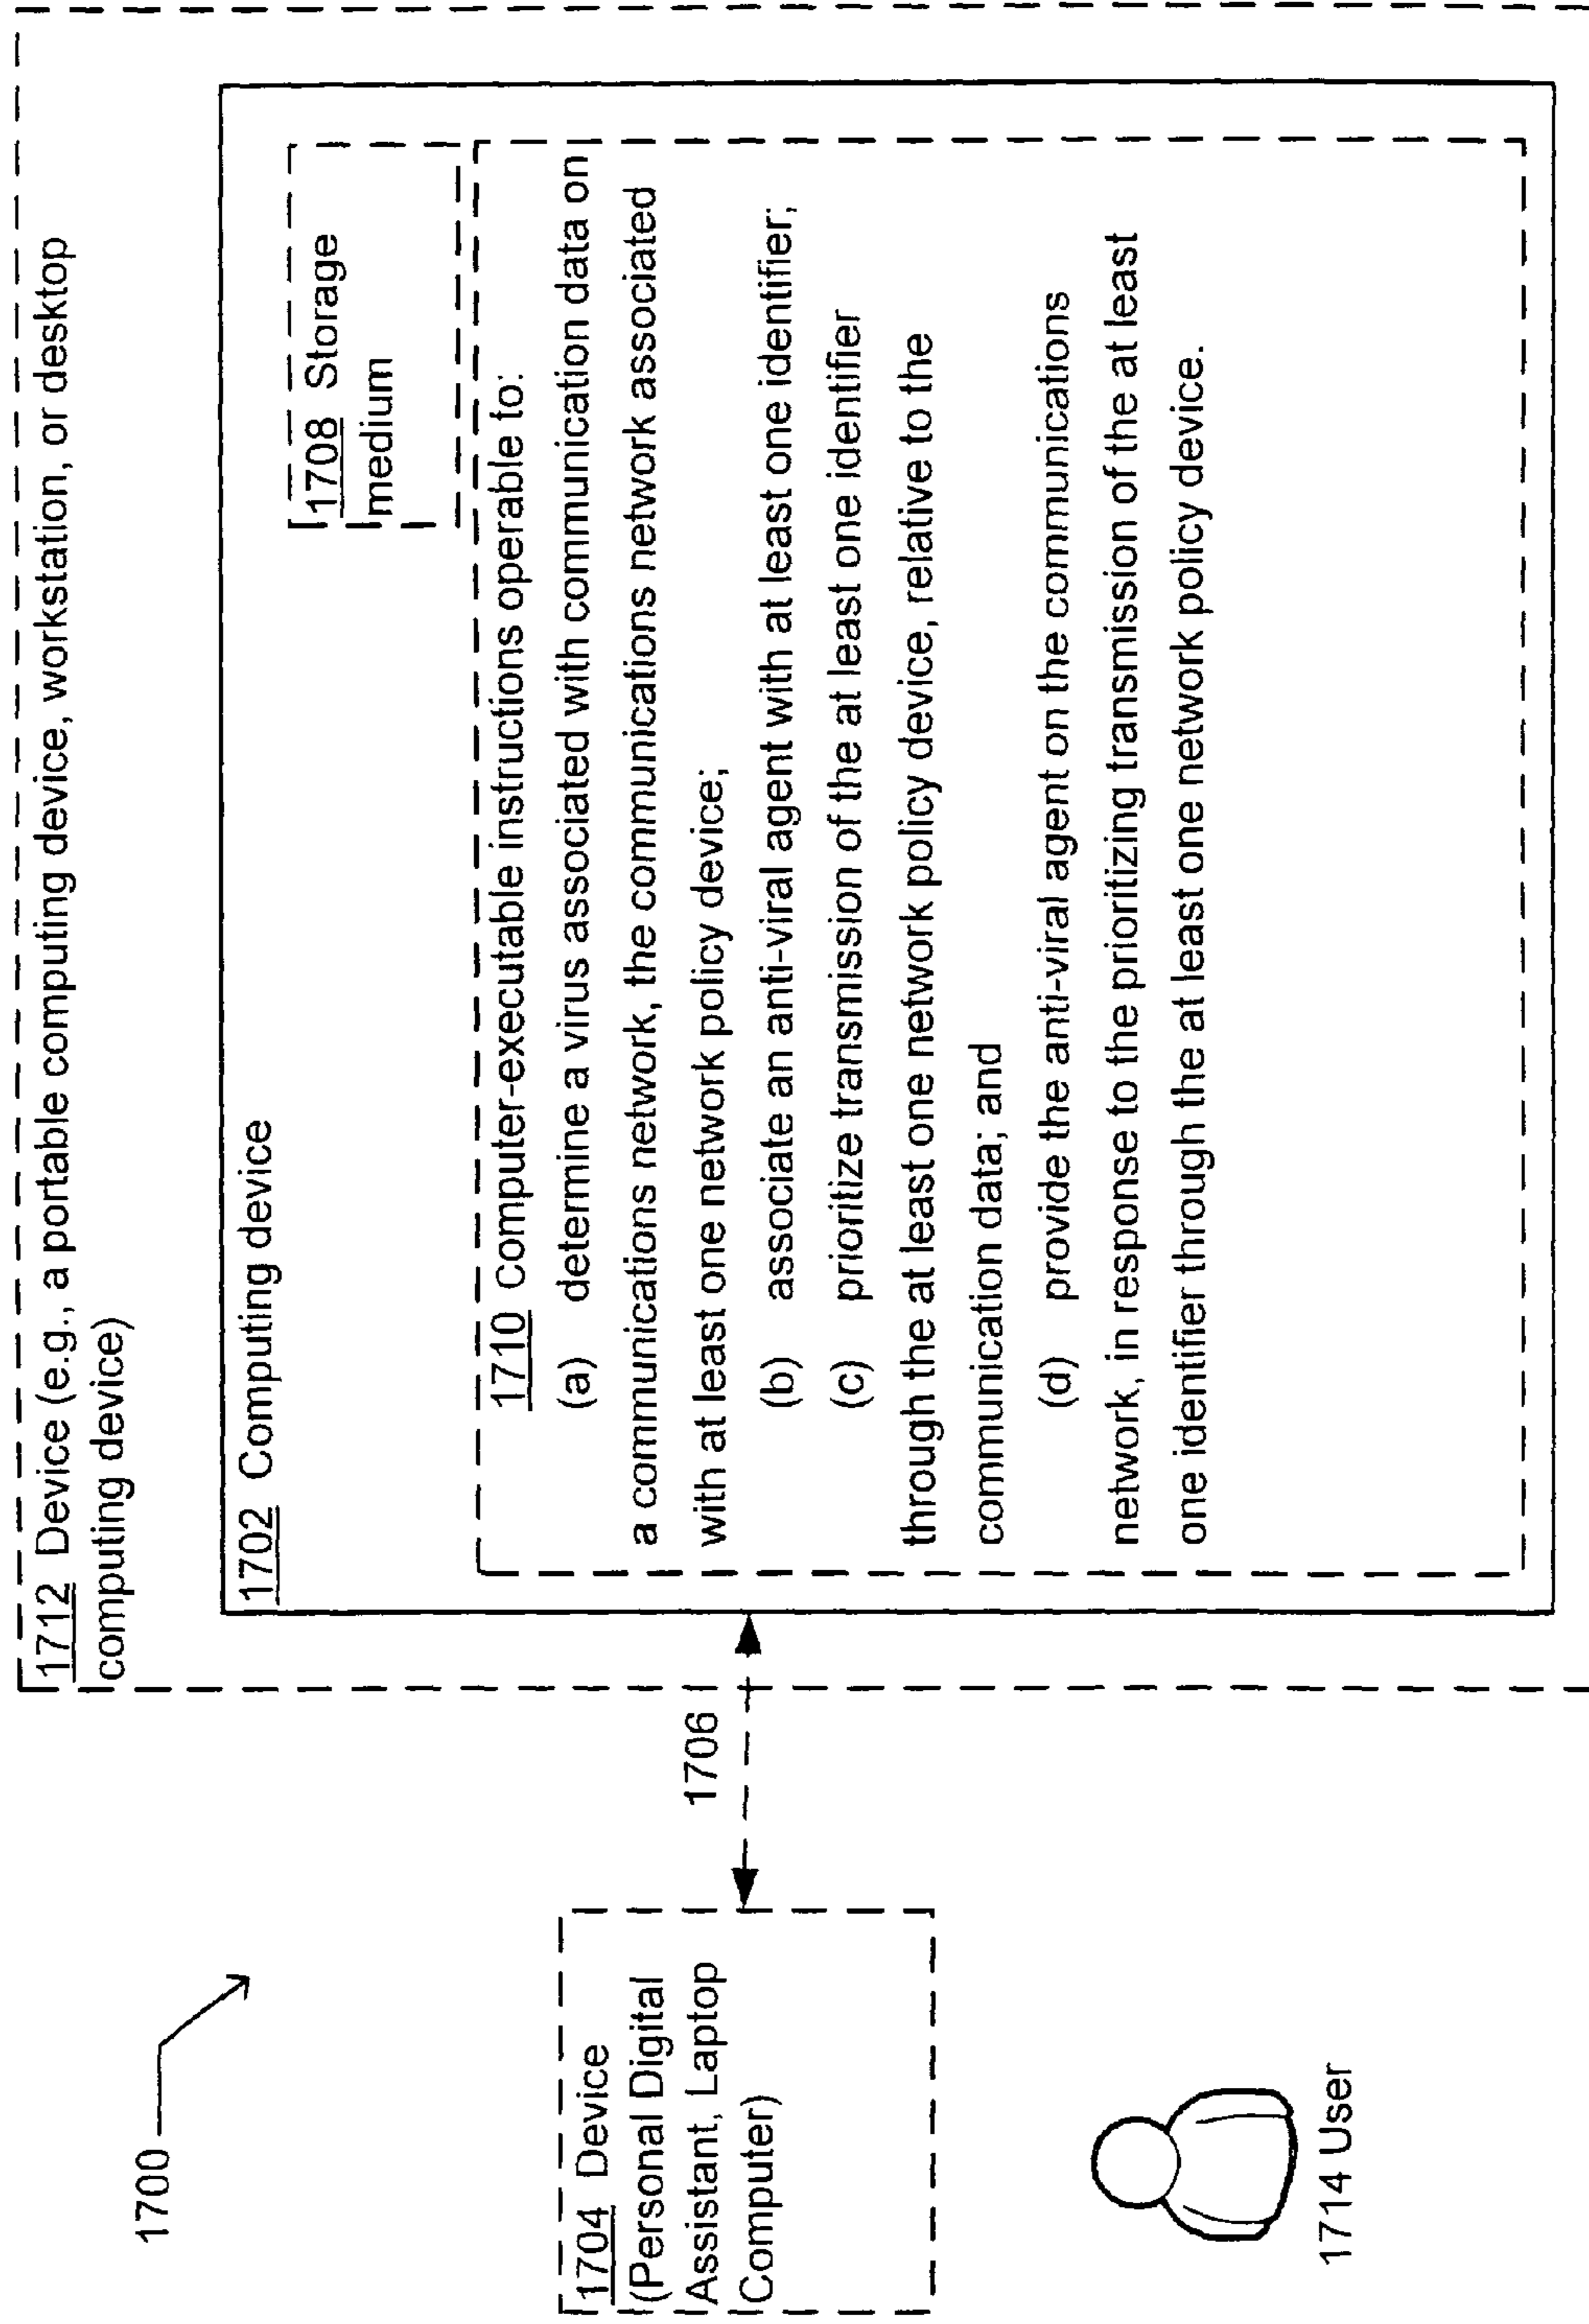 1700
1712 Device (e.g., a portable computing device, workstation, or desktop
computing device)
1702 Computing device
1708 Storage
medium
1710 Computer-executable instructions operable to:
(a) determine a virus associated with communication data on
a communications network, the communications network associated
with at least one network policy device;
(b) associate an anti-viral agent with at least one identifier;
(c) prioritize transmission of the at least one identifier
through the at least one network policy device, relative to the
communication data; and
(d) provide the anti-viral agent on the communications
network, in response to the prioritizing transmission of the at least
one identifier through the at least one network policy device.
1706
1704 Device
(Personal Digital
Assistant, Laptop
Computer)
1714 User